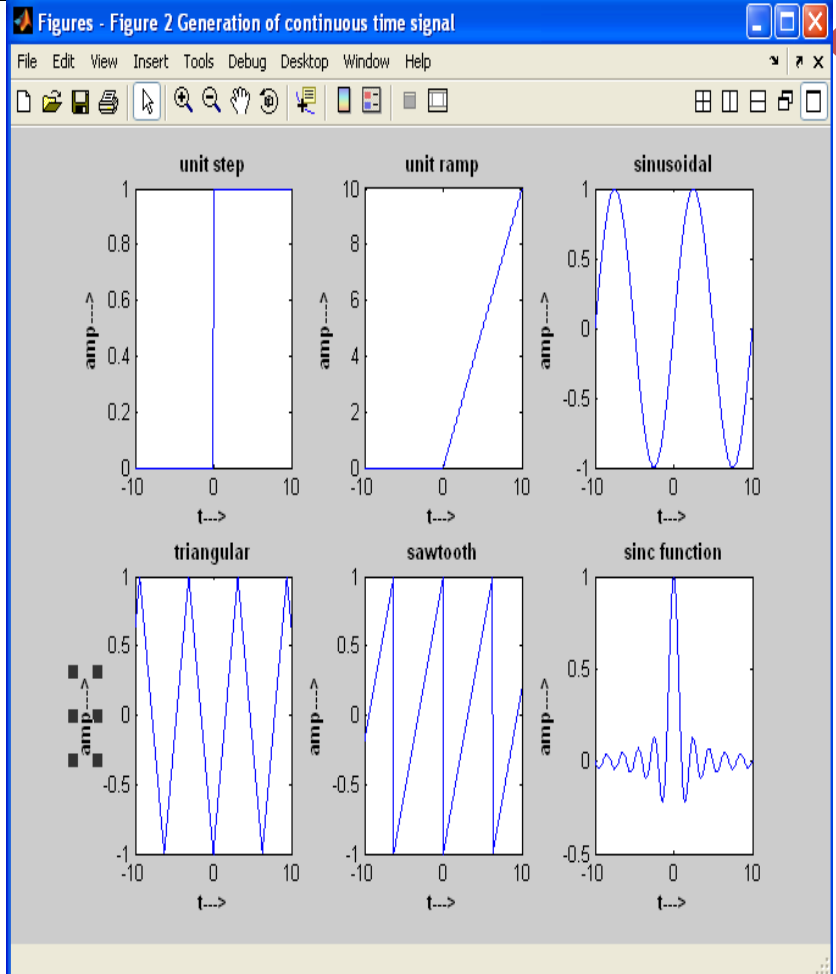 Figures - Figure 2 Generation of continuous time signal
File Edit View Insert Tools Debug Desktop Window Help
unit step
1
0.8
0.6
0.4
0.2
0
-10 0 10
amp--->
t--->
unit ramp
10
8
6
4
2
0
-10 0 10
amp--->
t--->
sinusoidal
1
0.5
0
-0.5
-1
-10 0 10
amp--->
t--->
triangular
1
0.5
0
-0.5
-1
-10 0 10
amp--->
t--->
sawtooth
1
0.5
0
-0.5
-1
-10 0 10
amp--->
t--->
sinc function
1
0.5
0
-0.5
-10 0 10
amp--->
t--->